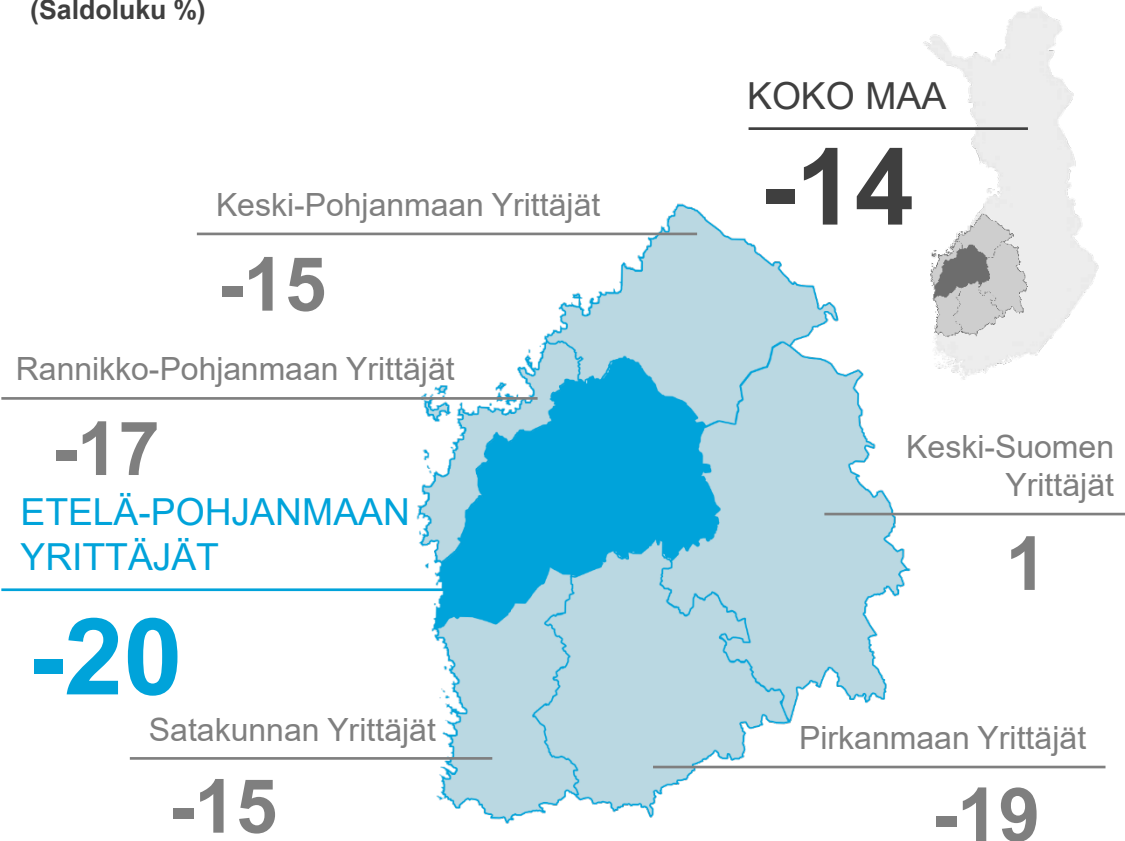 (Saldoluku %)
KOKO MAA
-14
Keski-Pohjanmaan Yrittäjät
-15
Rannikko-Pohjanmaan Yrittäjät
-17
Keski-Suomen
Yrittäjät
1
ETELÄ-POHJANMAAN
YRITTÄJÄT
-20
Satakunnan Yrittäjät
-15
Pirkanmaan Yrittäjät
-19